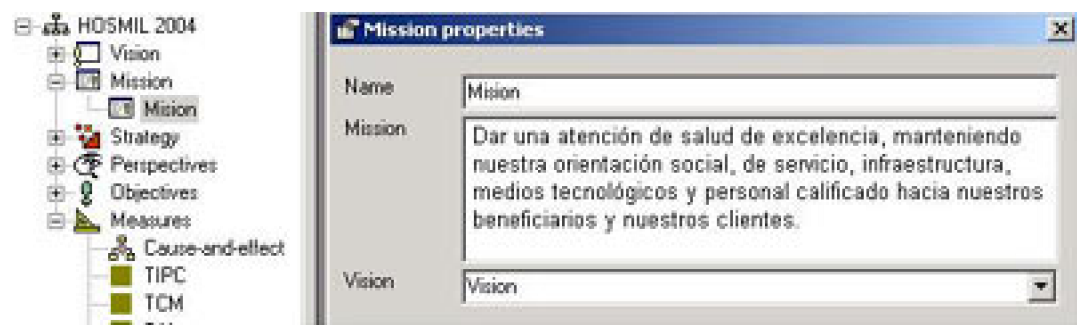 HOSMIL 2004
Vision
Mission
Mision
Strategy
Perspectives
Objectives
Measures
Cause-and-effect
TIPC
TCM
Mission properties
Name
Mision
Mission
Dar una atención de salud de excelencia, manteniendo
nuestra orientación social, de servicio, infraestructura,
medios tecnológicos y personal calificado hacia nuestros
beneficiarios y nuestros clientes.
Vision
Vision